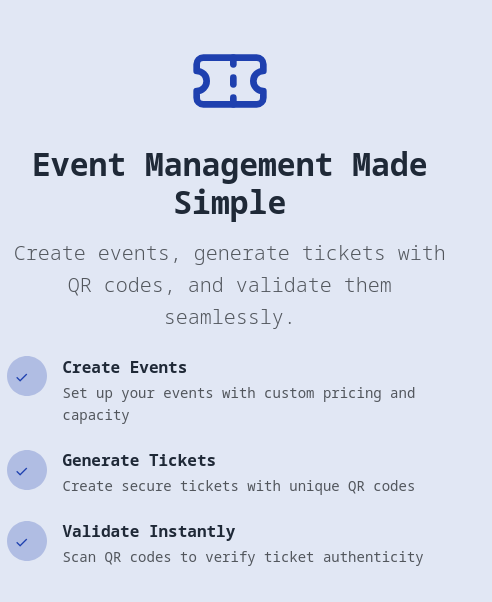 Event Management Made
Simple
Create events, generate tickets with
QR codes, and validate them
seamlessly.
Create Events
Set up your events with custom pricing and
capacity
Generate Tickets
Create secure tickets with unique QR codes
Validate Instantly
Scan QR codes to verify ticket authenticity